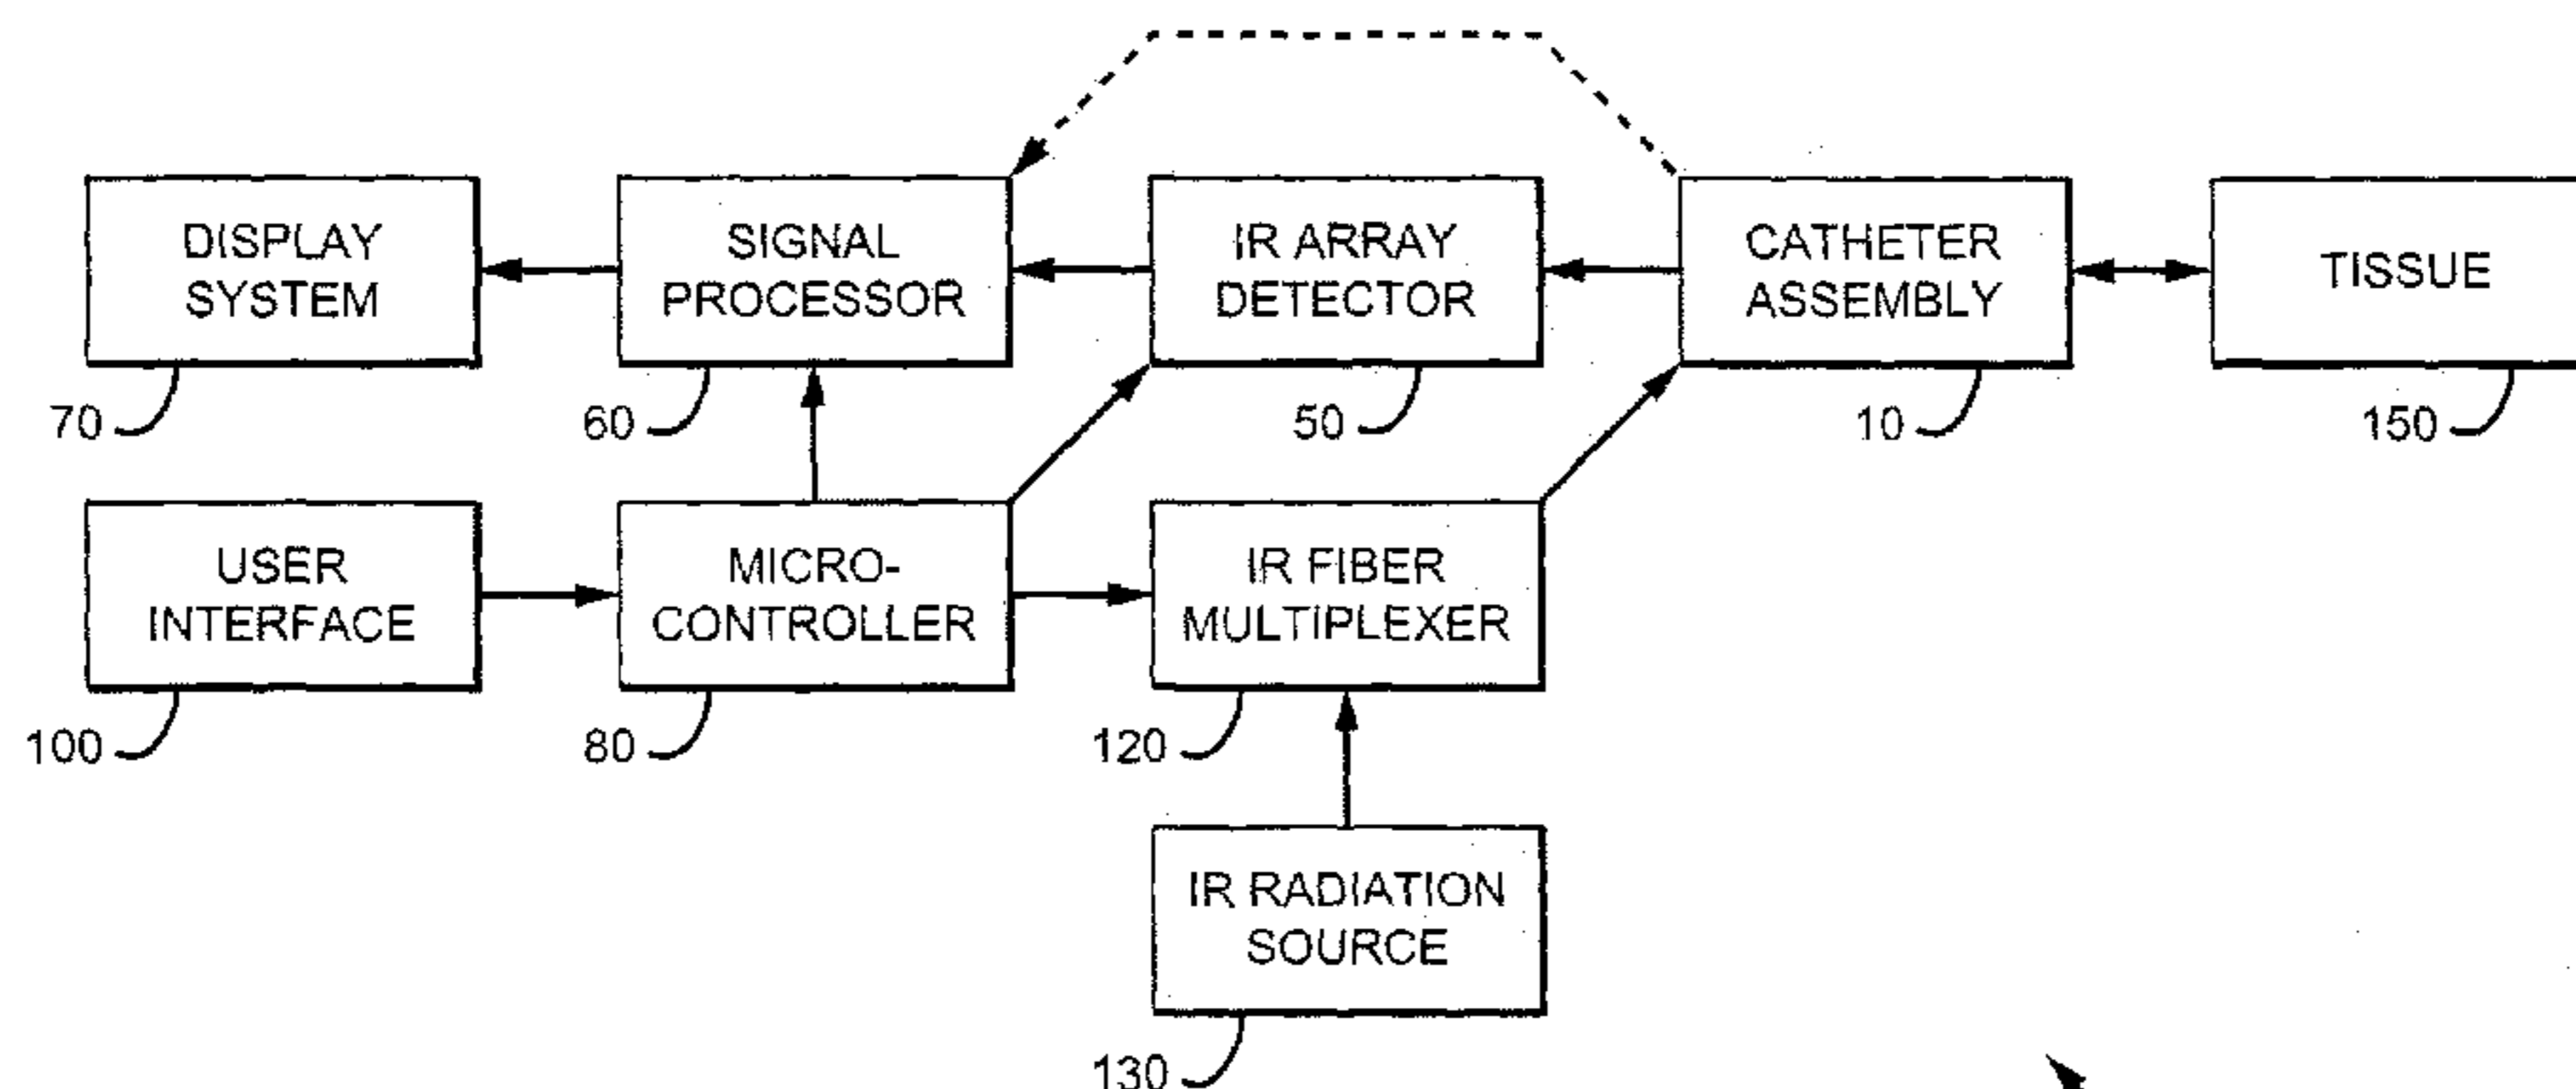 DISPLAY
SYSTEM
70
SIGNAL
PROCESSOR
60
IR ARRAY
DETECTOR
50
CATHETER
ASSEMBLY
10
TISSUE
150
USER
INTERFACE
100
MICRO-
CONTROLLER
80
IR FIBER
MULTIPLEXER
120
IR RADIATION
SOURCE
130